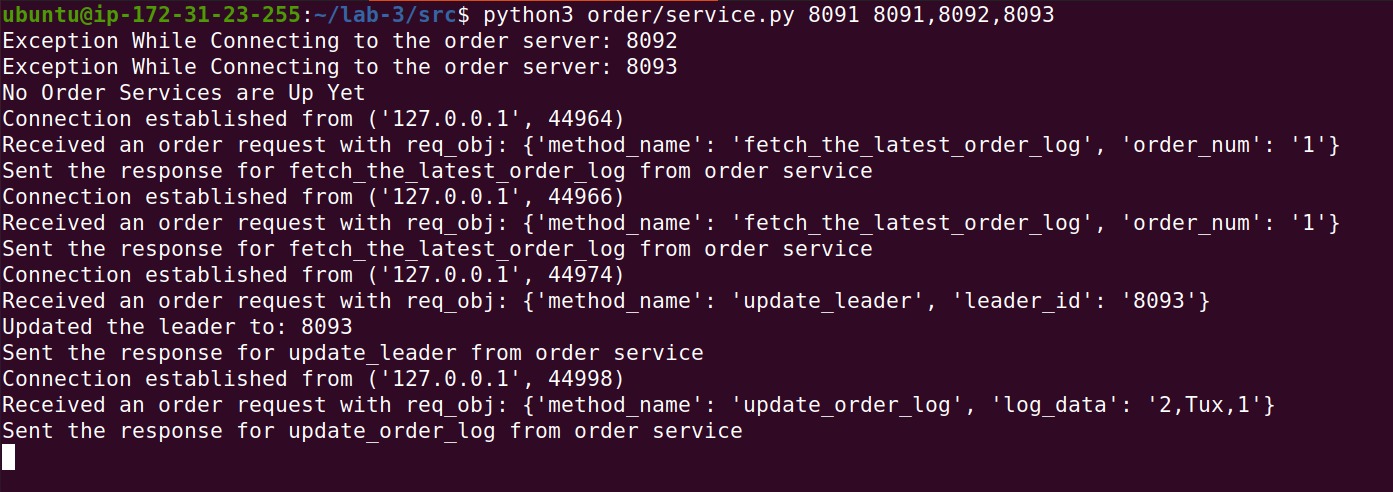 ubuntu@ip-172-31-23-255:~/lab-3/src$ python3 order/service.py 8091 8091,8092,8093
Exception While Connecting to the order server: 8092
Exception While Connecting to the order server: 8093
No Order Services are Up Yet
Connection established from ('127.0.0.1', 44964)
Received an order request with req_obj: {'method_name': 'fetch_the_latest_order_log', 'order_num': '1'}
Sent the response for fetch_the_latest_order_log from order service
Connection established from ('127.0.0.1', 44966)
Received an order request with req_obj: {'method_name': 'fetch_the_latest_order_log', 'order_num': '1'}
Sent the response for fetch_the_latest_order_log from order service
Connection established from ('127.0.0.1', 44974)
Received an order request with req_obj: {'method_name': 'update_leader', 'leader_id': '8093'}
Updated the leader to: 8093
Sent the response for update_leader from order service
Connection established from ('127.0.0.1', 44998)
Received an order request with req_obj: {'method_name': 'update_order_log', 'log_data': '2,Tux,1'}
Sent the response for update_order_log from order service